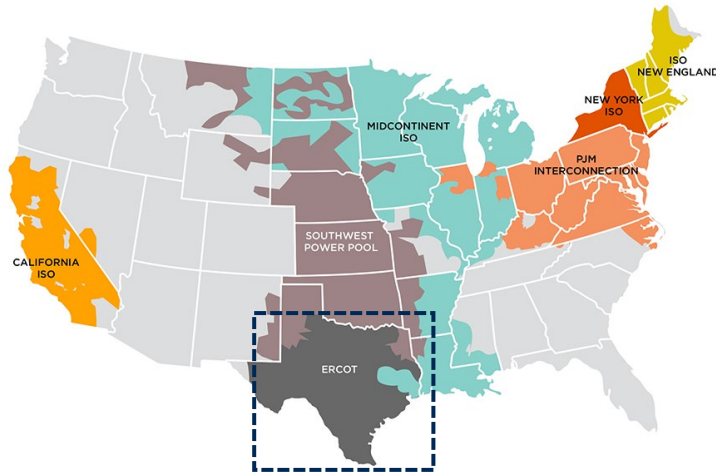 ISO
NEW ENGLAND
NEW YORK
ISO
MIDCONTINENT
ISO
PJM
INTERCONNECTION
SOUTHWEST
POWER POOL
CALIFORNIA
ISO
ERCOT